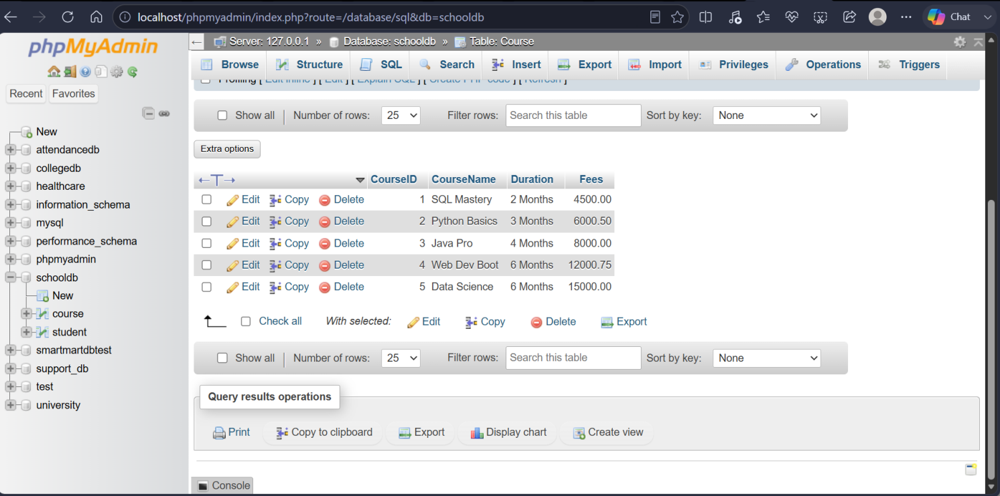 localhost/phpmyadmin/index.php?route=/database/sql&db=schooldb
Chat
phpMyAdmin
Recent Favorites
New
attendancedb
collegedb
healthcare
information_schema
mysql
performance_schema
phpmyadmin
schooldb
New
course
student
smartmartdbtest
support_db
test
university
Server: 127.0.0.1 » Database: schooldb » Table: Course
Browse Structure SQL Search Insert Export Import Privileges Operations Triggers
Profiling [ Edit inline ] [ Edit ] [ Explain SQL ] [ Create PHP code ] [ Refresh ]
Show all Number of rows: 25 Filter rows: Search this table Sort by key: None
Extra options
←T→ CourseID CourseName Duration Fees
Edit Copy Delete 1 SQL Mastery 2 Months 4500.00
Edit Copy Delete 2 Python Basics 3 Months 6000.50
Edit Copy Delete 3 Java Pro 4 Months 8000.00
Edit Copy Delete 4 Web Dev Boot 6 Months 12000.75
Edit Copy Delete 5 Data Science 6 Months 15000.00
Check all With selected: Edit Copy Delete Export
Show all Number of rows: 25 Filter rows: Search this table Sort by key: None
Query results operations
Print Copy to clipboard Export Display chart Create view
Console